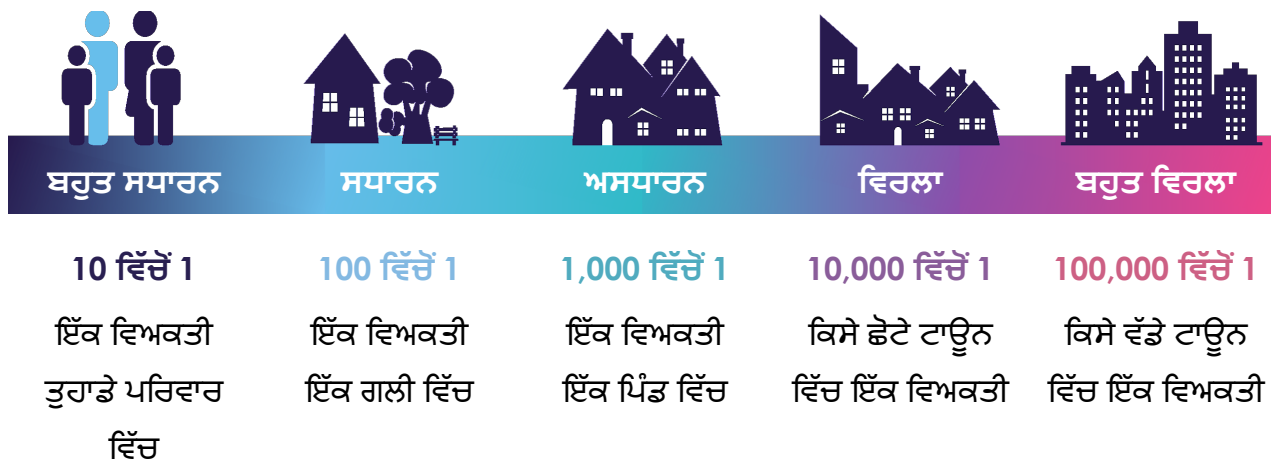 ਬਹੁਤ ਸਧਾਰਨ
ਸਧਾਰਨ
ਅਸਧਾਰਨ
ਵਿਰਲਾ
ਬਹੁਤ ਵਿਰਲਾ
10 ਵਿੱਚੋਂ 1
100 ਵਿੱਚੋਂ 1
1,000 ਵਿੱਚੋਂ 1
10,000 ਵਿੱਚੋਂ 1
100,000 ਵਿੱਚੋਂ 1
ਇੱਕ ਵਿਅਕਤੀ
ਤੁਹਾਡੇ ਪਰਿਵਾਰ
ਵਿੱਚ
ਇੱਕ ਵਿਅਕਤੀ
ਇੱਕ ਗਲੀ ਵਿੱਚ
ਇੱਕ ਵਿਅਕਤੀ
ਇੱਕ ਪਿੰਡ ਵਿੱਚ
ਕਿਸੇ ਛੋਟੇ ਟਾਊਨ
ਵਿੱਚ ਇੱਕ ਵਿਅਕਤੀ
ਕਿਸੇ ਵੱਡੇ ਟਾਊਨ
ਵਿੱਚ ਇੱਕ ਵਿਅਕਤੀ